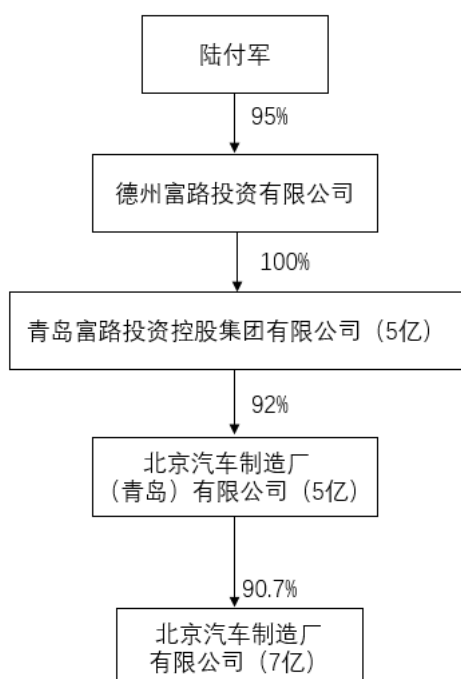 陆付军
95%
德州富路投资有限公司
100%
青岛富路投资控股集团有限公司（5亿）
92%
北京汽车制造厂
（青岛）有限公司（5亿）
90.7%
北京汽车制造厂
有限公司（7亿）